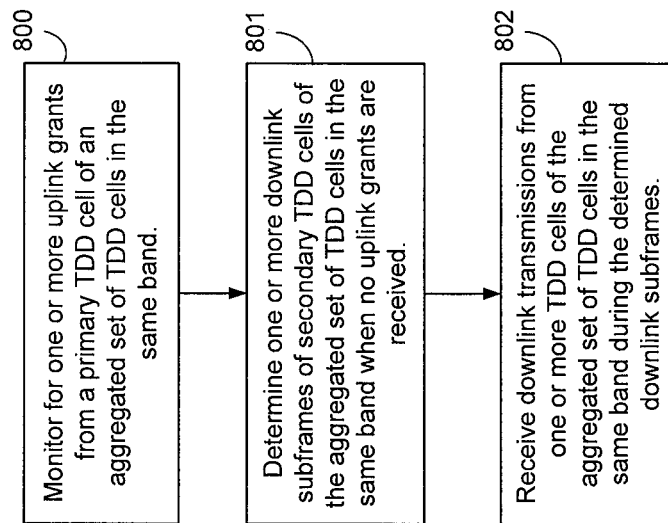 800
Monitor for one or more uplink grants
from a primary TDD cell of an
aggregated set of TDD cells in the
same band.
801
Determine one or more downlink
subframes of secondary TDD cells of
the aggregated set of TDD cells in the
same band when no uplink grants are
received.
802
Receive downlink transmissions from
one or more TDD cells of the
aggregated set of TDD cells in the
same band during the determined
downlink subframes.